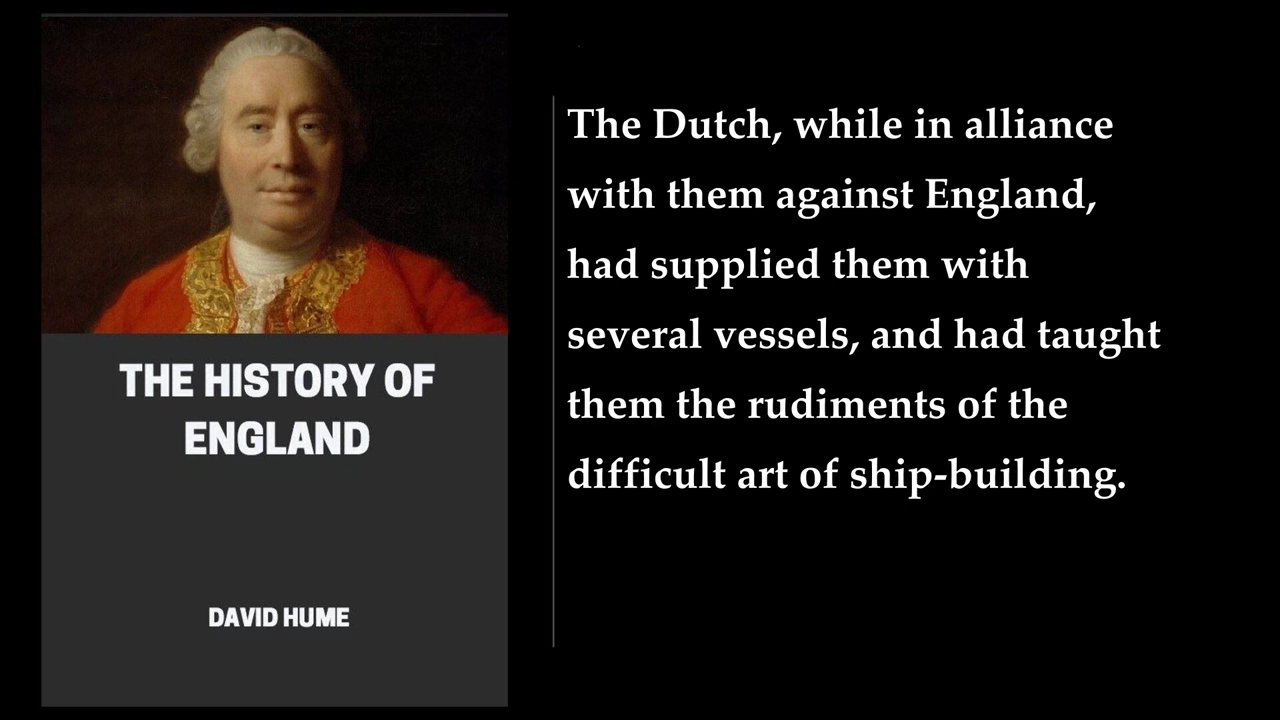 THE HISTORY OF
ENGLAND
DAVID HUME
The Dutch, while in alliance
with them against England,
had supplied them with
several vessels, and had taught
them the rudiments of the
difficult art of ship-building.